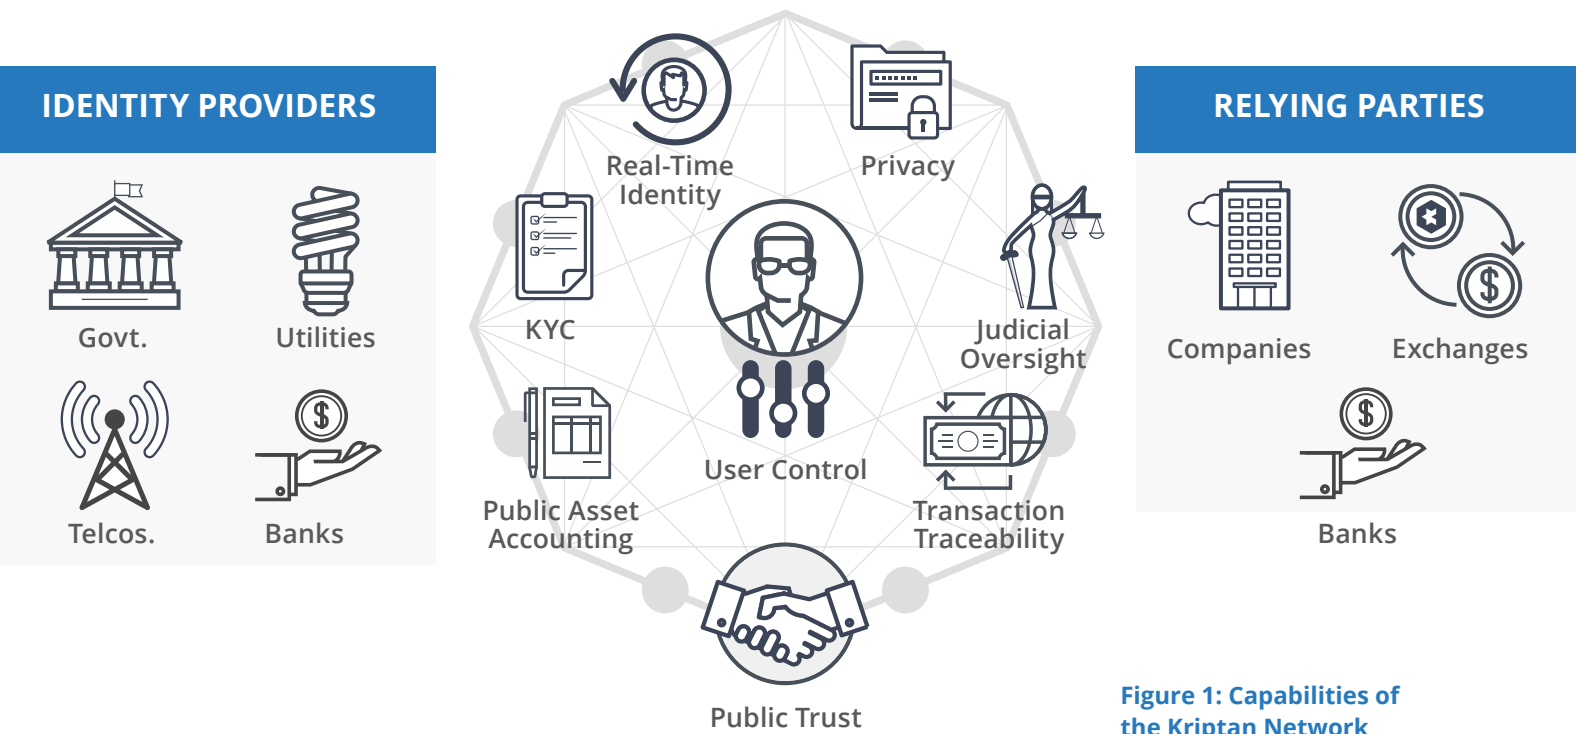 IDENTITY PROVIDERS
Govt.
Utilities
Telcos.
Banks
Real-Time
Identity
Privacy
KYC
Judicial
Oversight
User Control
Public Asset
Accounting
Transaction
Traceability
Public Trust
RELYING PARTIES
Companies
Exchanges
Banks
Figure 1: Capabilities of
the Kriptan Network